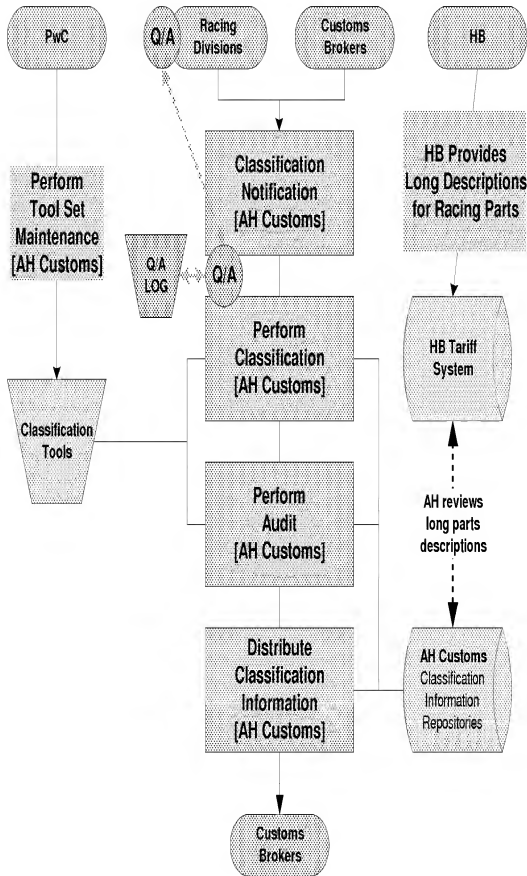 PwC
Q/A
Racing
Divisions
Customs
Brokers
HB
Classification
Notification
[AH Customs]
HB Provides
Long Descriptions
for Racing Parts
Perform
Tool Set
Maintenance
[AH Customs]
Q/A
LOG
Q/A
Perform
Classification
[AH Customs]
HB Tariff
System
Classification
Tools
Perform
Audit
[AH Customs]
AH reviews
long parts
descriptions
Distribute
Classification
Information
[AH Customs]
AH Customs
Classification
Information
Repositories
Customs
Brokers